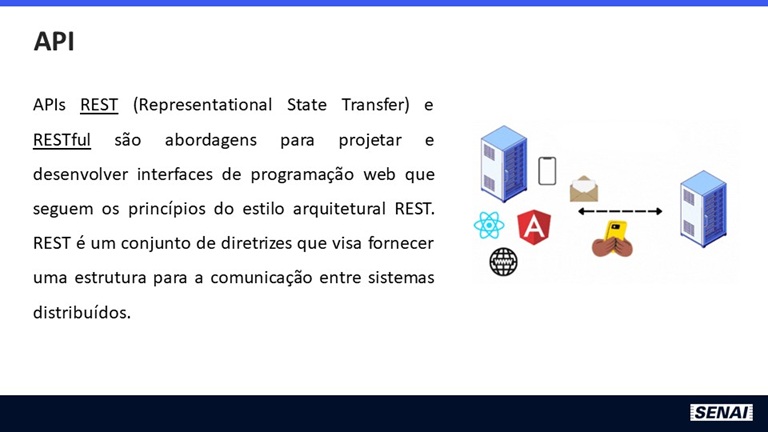 API
APIs REST (Representational State Transfer) e
RESTful são abordagens para projetar e
desenvolver interfaces de programação web que
seguem os princípios do estilo arquitetural REST.
REST é um conjunto de diretrizes que visa fornecer
uma estrutura para a comunicação entre sistemas
distribuídos.
A
WWW
SENAI